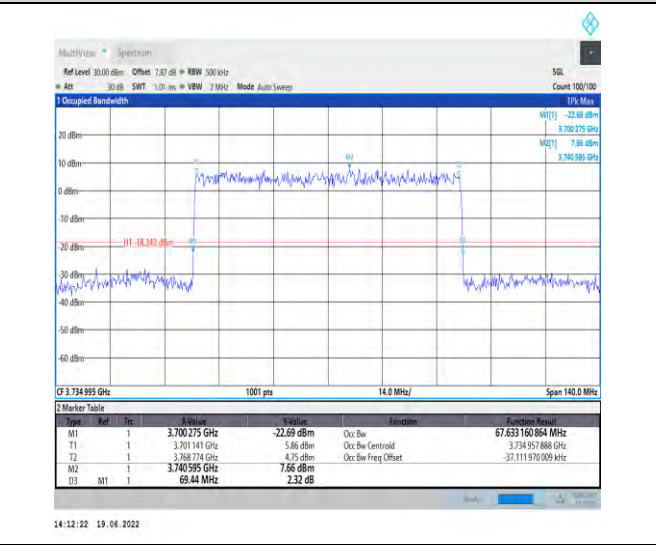 MultiView Spectrum
Ref Level 30.00 dBm Offset 7.87 dB RBW 500 kHz SGL
Att 30 dB SWT 1.01 ms VBW 2 MHz Mode Auto Sweep Count 100/100
1 Occupied Bandwidth 1Pk Max
M1[1] -22.69 dBm
3.700 275 GHz
M2[1] 7.66 dBm
3.740 595 GHz
20 dBm
10 dBm
0 dBm
-10 dBm
H1 -18.343 dBm
-20 dBm
-30 dBm
-40 dBm
-50 dBm
-60 dBm
CF 3.734 995 GHz 1001 pts 14.0 MHz/ Span 140.0 MHz
2 Marker Table
Type Ref Trc X-Value Y-Value Function Function Result
M1 1 3.700 275 GHz -22.69 dBm Occ Bw 67.633 160 864 MHz
T1 1 3.701 141 GHz 5.86 dBm Occ Bw Centroid 3.734 957 888 GHz
T2 1 3.768 774 GHz 4.75 dBm Occ Bw Freq Offset -37.111 970 009 kHz
M2 1 3.740 595 GHz 7.66 dBm
D3 M1 1 69.44 MHz 2.32 dB
14:12:22 19.06.2022